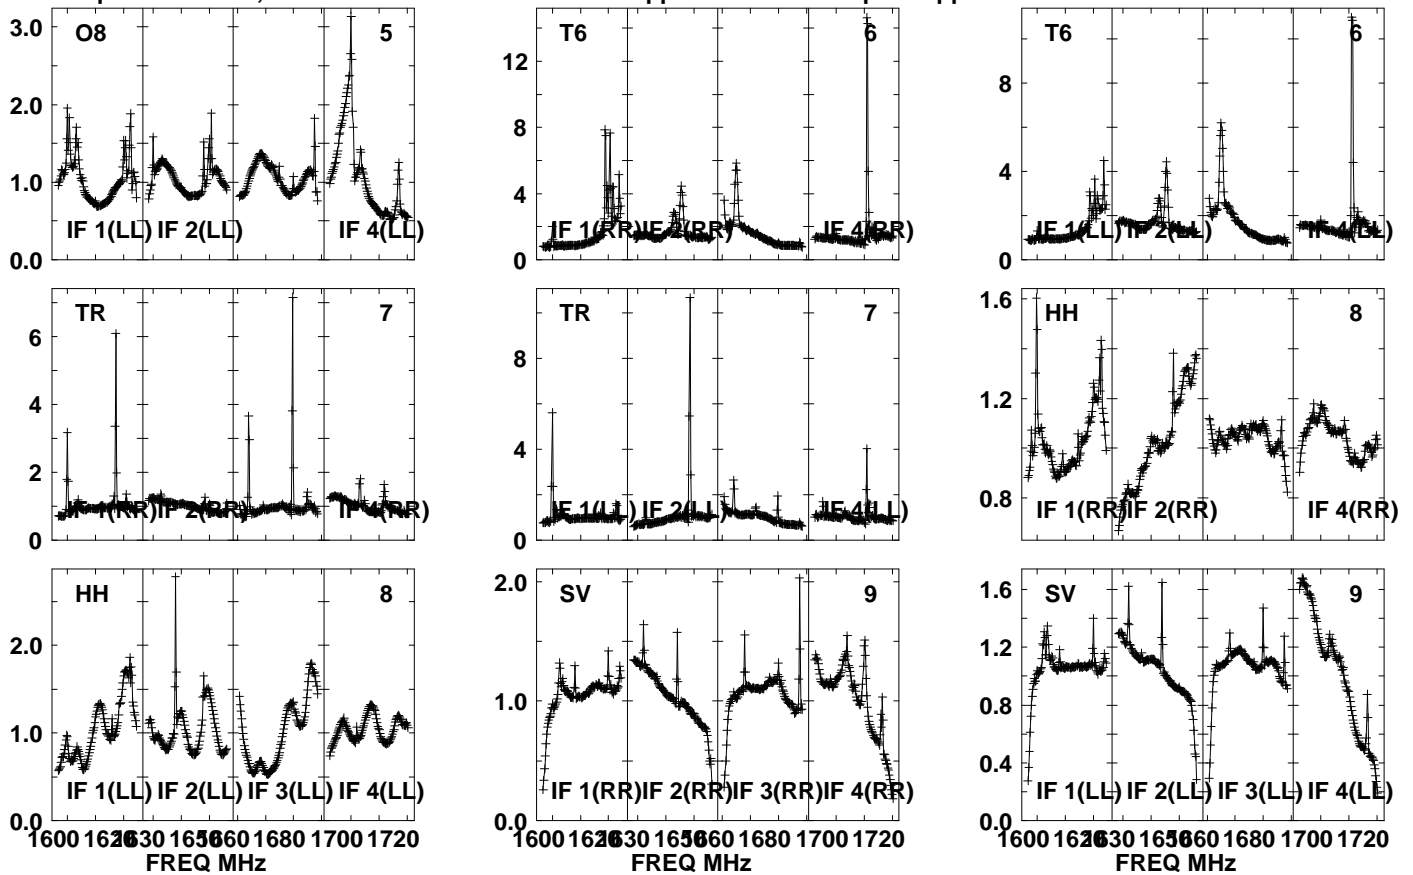 O8 5
3.0
2.0
1.0
0.0
IF 1(LL) IF 2(LL) IF 4(LL)
T6 6
12
8
4
0
IF 1(RR) IF 2(RR) IF 4(RR)
T6 6
8
4
0
IF 1(LL) IF 2(LL) IF 4(LL)
TR 7
6
4
2
0
IF 1(RR) IF 2(RR) IF 4(RR)
TR 7
8
4
0
IF 1(LL) IF 2(LL) IF 4(LL)
HH 8
1.6
1.2
0.8
IF 1(RR) IF 2(RR) IF 4(RR)
HH 8
2.0
1.0
0.0
IF 1(LL) IF 2(LL) IF 3(LL) IF 4(LL)
1600 1630 1660 1700 1720
FREQ MHz
SV 9
2.0
1.0
0.0
IF 1(RR) IF 2(RR) IF 3(RR) IF 4(RR)
1600 1630 1660 1700 1720
SV 9
1.6
1.2
0.8
0.4
0.0
IF 1(LL) IF 2(LL) IF 3(LL) IF 4(LL)
1600 1630 1660 1700 1720
FREQ MHz